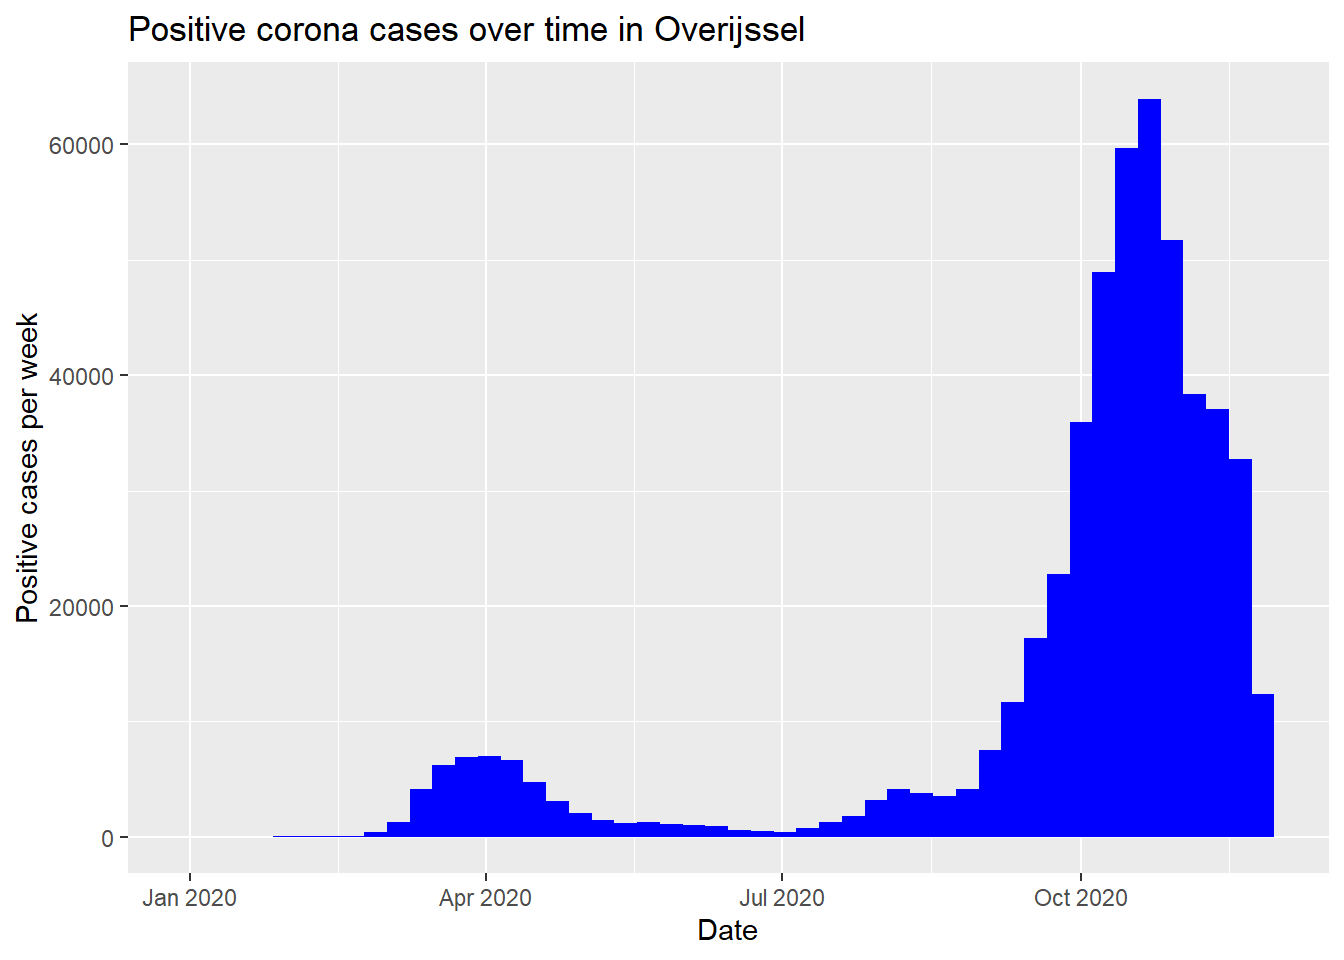 Positive corona cases over time in Overijssel
Positive cases per week
60000
40000
20000
0
Jan 2020 Apr 2020 Jul 2020 Oct 2020
Date